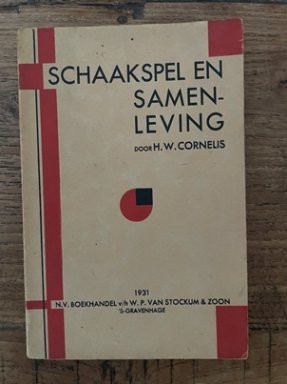 SCHAAKSPEL EN
SAMEN-
LEVING
DOOR H. W. CORNELIS
1931
N.V. BOEKHANDEL v/h W. P. VAN STOCKUM & ZOON
'S-GRAVENHAGE